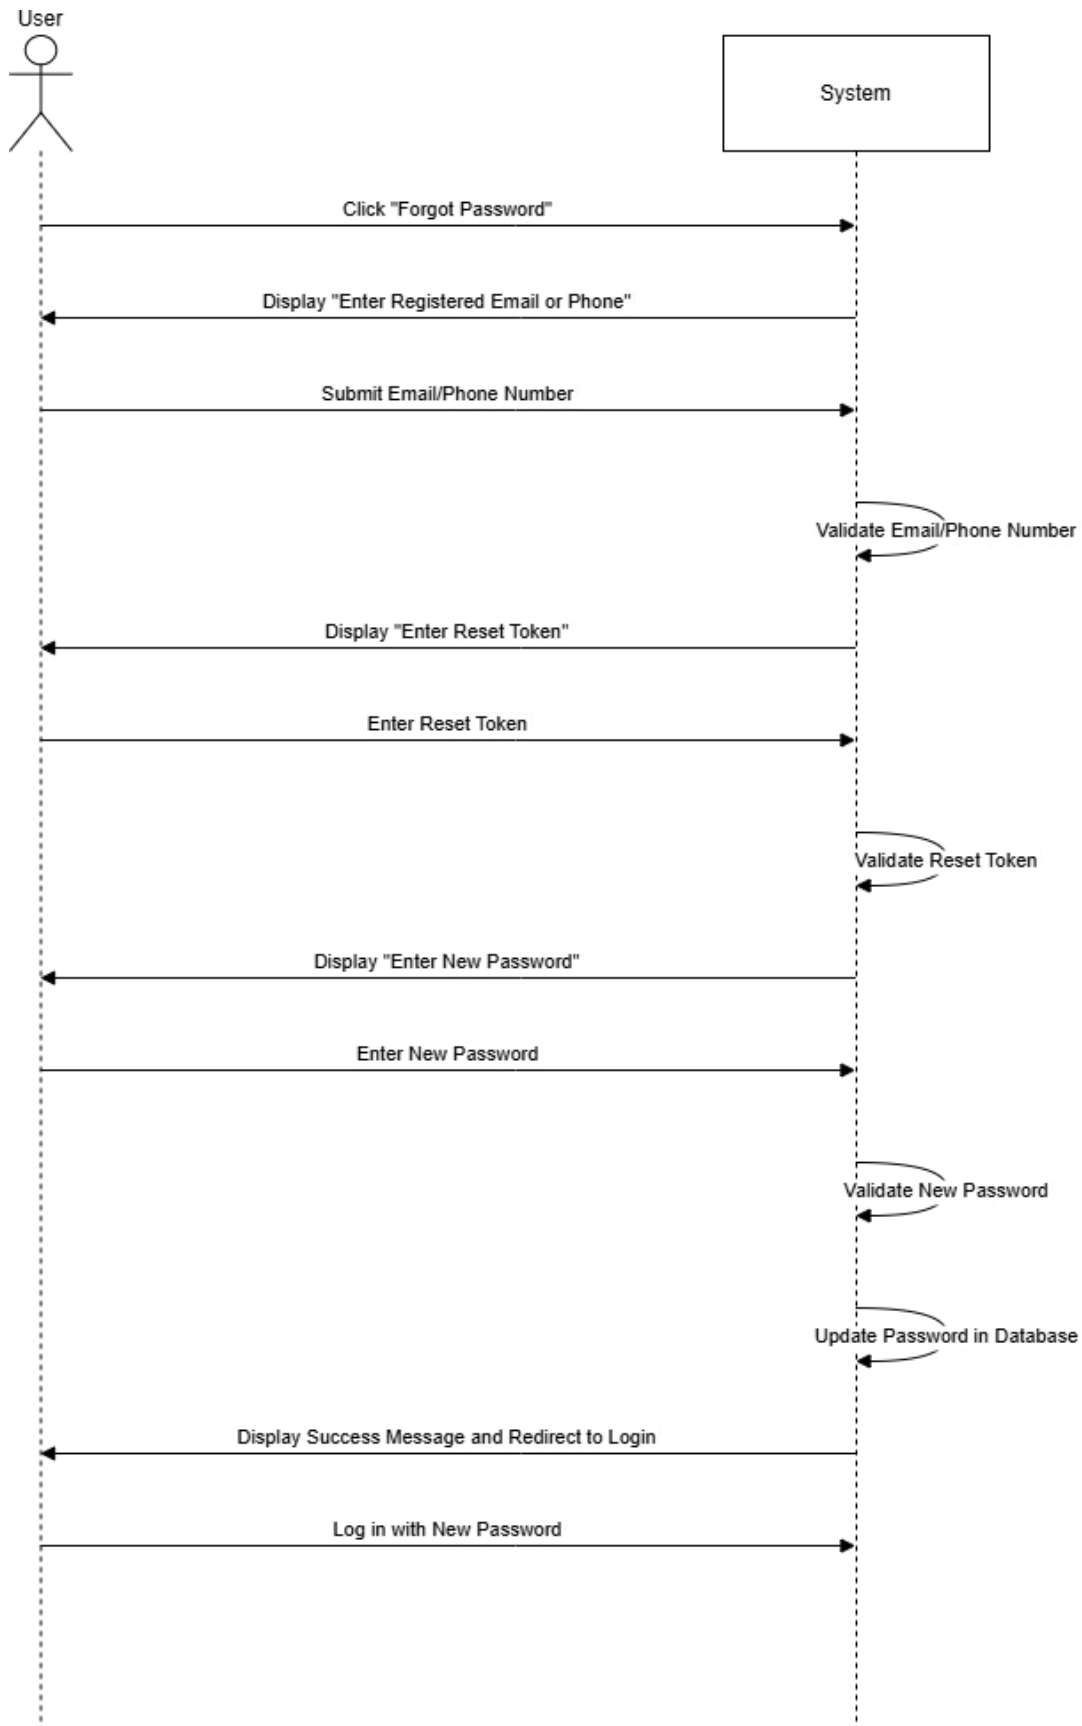 User
System
Click "Forgot Password"
Display "Enter Registered Email or Phone"
Submit Email/Phone Number
Validate Email/Phone Number
Display "Enter Reset Token"
Enter Reset Token
Validate Reset Token
Display "Enter New Password"
Enter New Password
Validate New Password
Update Password in Database
Display Success Message and Redirect to Login
Log in with New Password